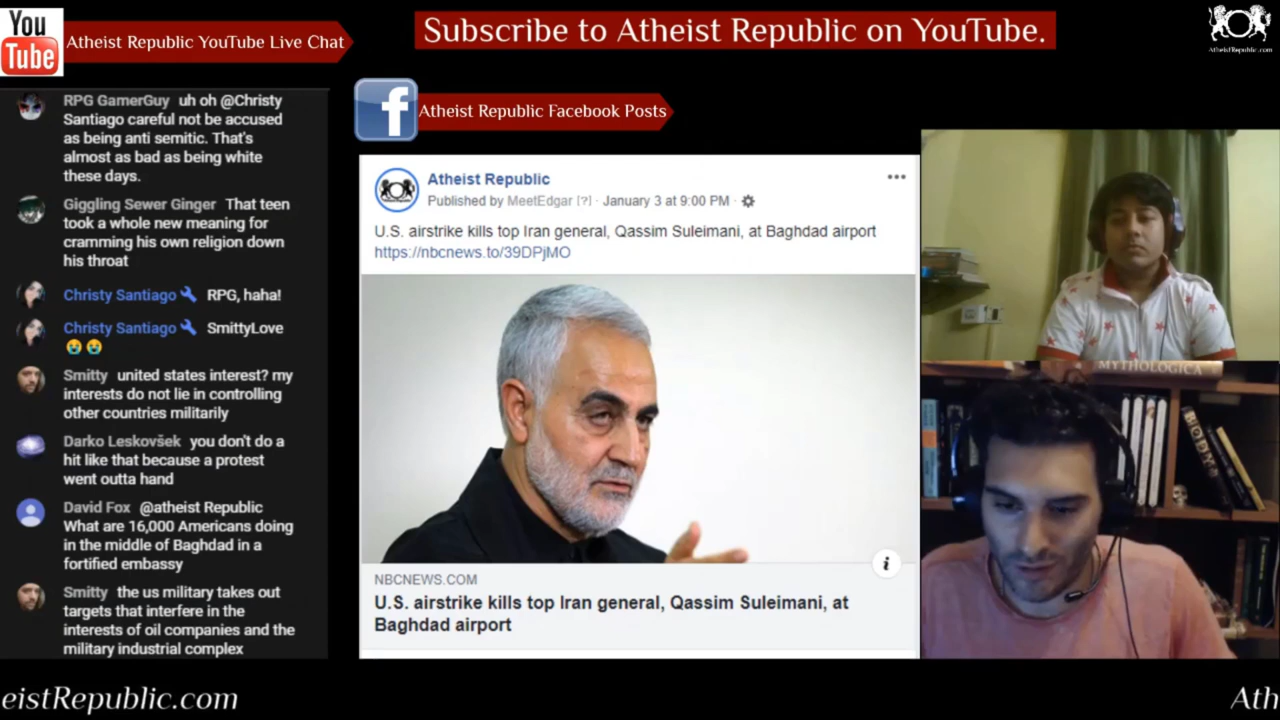 You
Tube
Atheist Republic YouTube Live Chat
Subscribe to Atheist Republic on YouTube.
AtheistRepublic.com
RPG GamerGuy uh oh @Christy
Santiago careful not be accused
as being anti semitic. That's
almost as bad as being white
these days.
Giggling Sewer Ginger That teen
took a whole new meaning for
cramming his own religion down
his throat
Christy Santiago RPG, haha!
Christy Santiago SmittyLove
😭😭
Smitty united states interest? my
interests do not lie in controlling
other countries militarily
Darko Leskovšek you don't do a
hit like that because a protest
went outta hand
David Fox @atheist Republic
What are 16,000 Americans doing
in the middle of Baghdad in a
fortified embassy
Smitty the us military takes out
targets that interfere in the
interests of oil companies and the
military industrial complex
f
Atheist Republic Facebook Posts
Atheist Republic
Published by MeetEdgar [?] · January 3 at 9:00 PM ·
U.S. airstrike kills top Iran general, Qassim Suleimani, at Baghdad airport
https://nbcnews.to/39DPjMO
i
NBCNEWS.COM
U.S. airstrike kills top Iran general, Qassim Suleimani, at
Baghdad airport
MYTHOLOGICA
BODY
eistRepublic.com
Ath